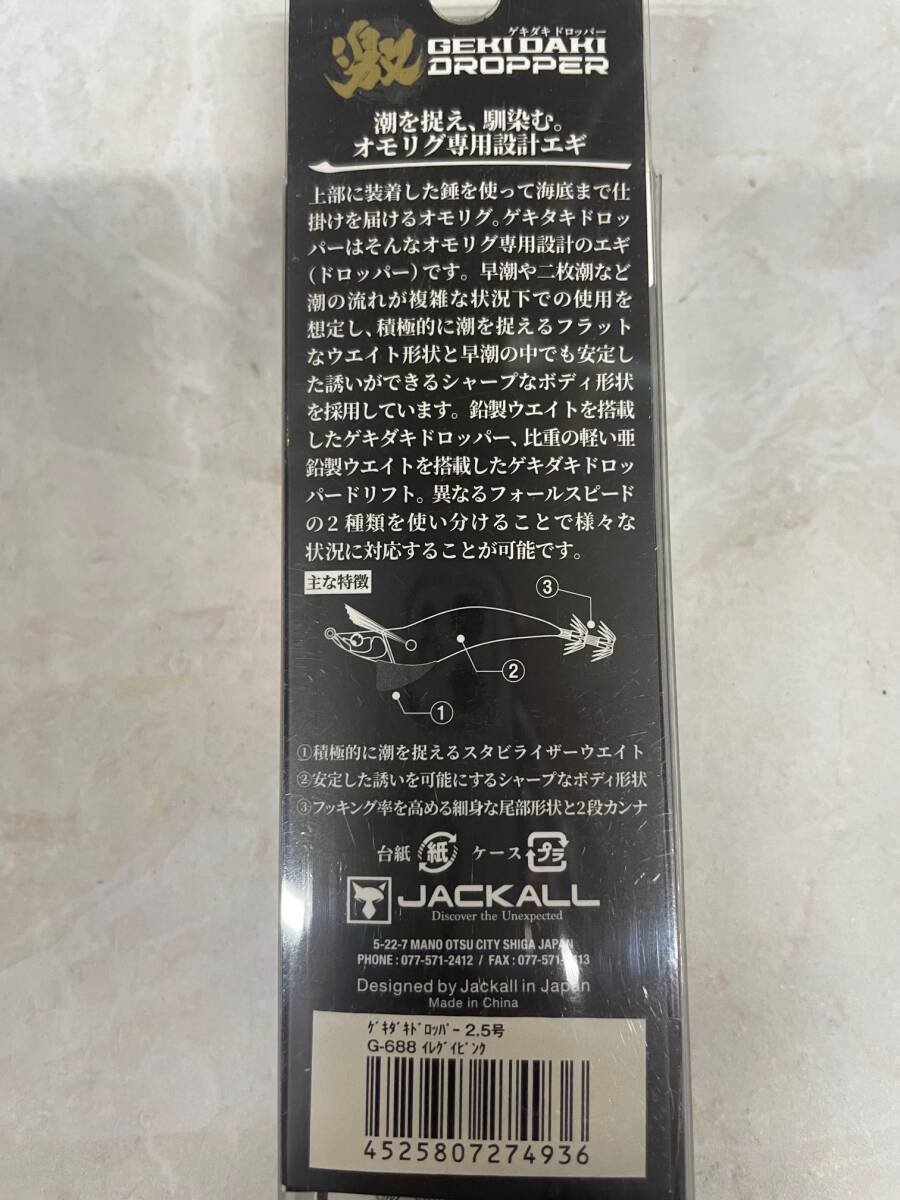 激
ゲキダキ ドロッパー
GEKIDAKI
DROPPER
潮を捉え、馴染む。
オモリグ専用設計エギ
上部に装着した錘を使って海底まで仕
掛けを届けるオモリグ。ゲキタキドロッ
パーはそんなオモリグ専用設計のエギ
(ドロッパー)です。早潮や二枚潮など
潮の流れが複雑な状況下での使用を
想定し、積極的に潮を捉えるフラット
なウエイト形状と早潮の中でも安定し
た誘いができるシャープなボディ形状
を採用しています。鉛製ウエイトを搭載
したゲキダキドロッパー、比重の軽い亜
鉛製ウエイトを搭載したゲキダキドロッ
パードリフト。異なるフォールスピード
の2種類を使い分けることで様々な
状況に対応することが可能です。
主な特徴
③
②
①
①積極的に潮を捉えるスタビライザーウエイト
②安定した誘いを可能にするシャープなボディ形状
③フッキング率を高める細身な尾部形状と2段カンナ
台紙 紙 ケース プラ
JACKALL
Discover the Unexpected
5-22-7 MANO OTSU CITY SHIGA JAPAN
PHONE : 077-571-2412 / FAX : 077-571-2413
Designed by Jackall in Japan
Made in China
ｹﾞｷﾀﾞｷﾄﾞﾛｯﾊﾟｰ 2.5号
G-688 ｲﾚｸﾞｲﾋﾟﾝｸ
4525807274936